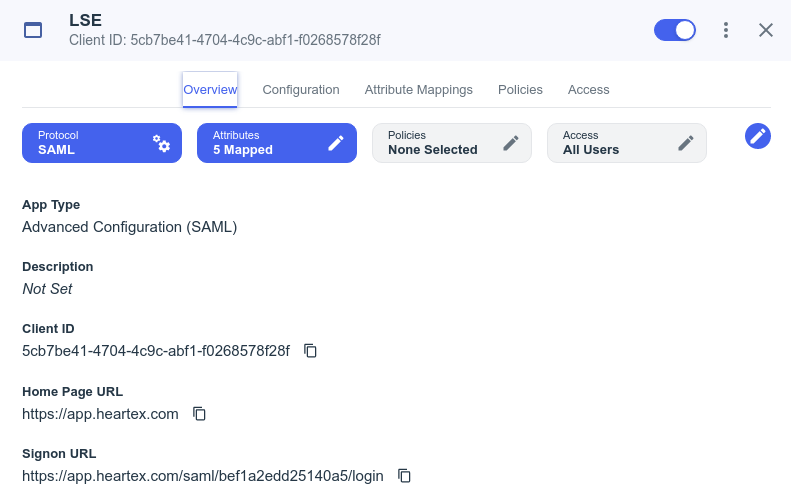 LSE
Client ID: 5cb7be41-4704-4c9c-abf1-f0268578f28f
Overview Configuration Attribute Mappings Policies Access
Protocol
SAML
Attributes
5 Mapped
Policies
None Selected
Access
All Users
App Type
Advanced Configuration (SAML)
Description
Not Set
Client ID
5cb7be41-4704-4c9c-abf1-f0268578f28f
Home Page URL
https://app.heartex.com
Signon URL
https://app.heartex.com/saml/bef1a2edd25140a5/login